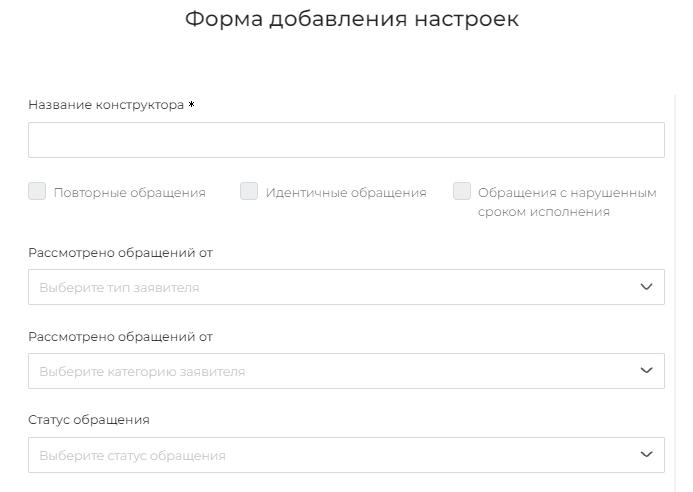 Форма добавления настроек
Название конструктора *
Повторные обращения
Идентичные обращения
Обращения с нарушенным
сроком исполнения
Рассмотрено обращений от
Выберите тип заявителя
Рассмотрено обращений от
Выберите категорию заявителя
Статус обращения
Выберите статус обращения